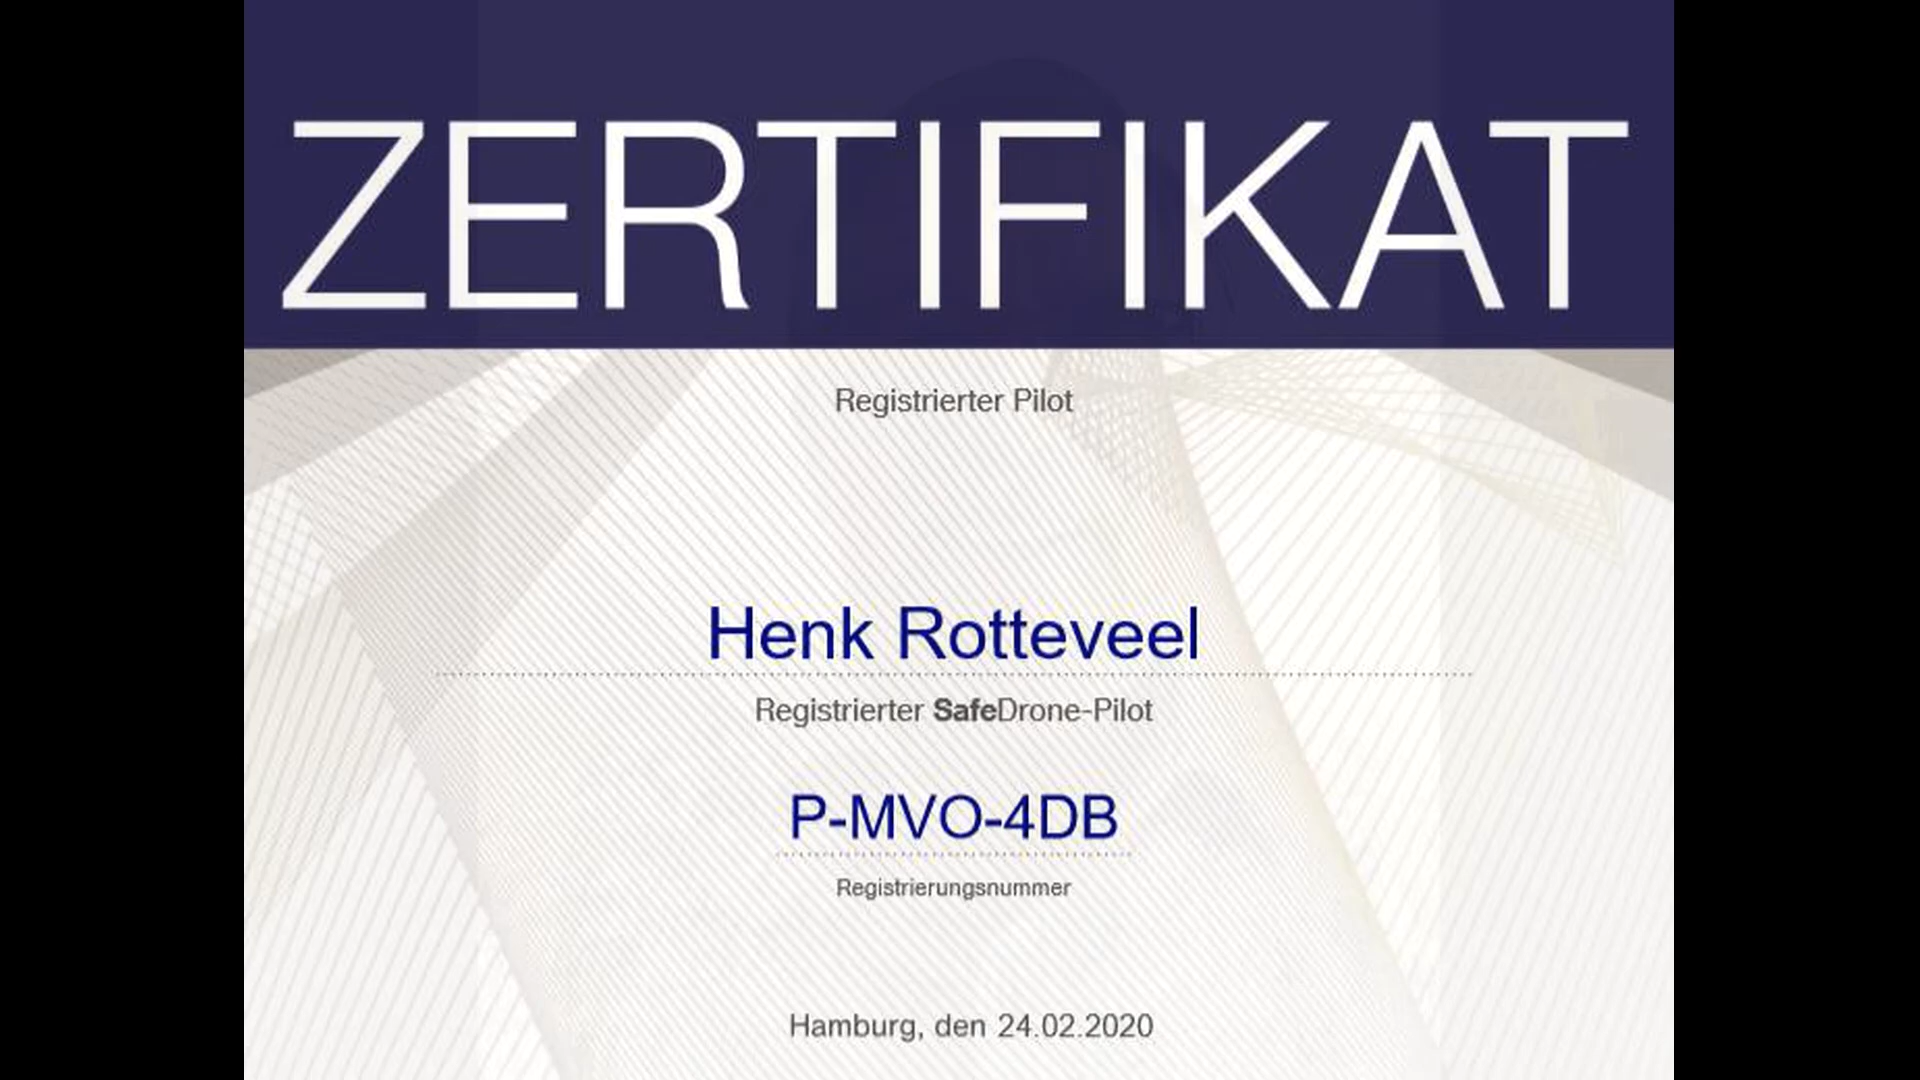 ZERTIFIKAT
Registrierter Pilot
Henk Rotteveel
Registrierter SafeDrone-Pilot
P-MVO-4DB
Registrierungsnummer
Hamburg, den 24.02.2020